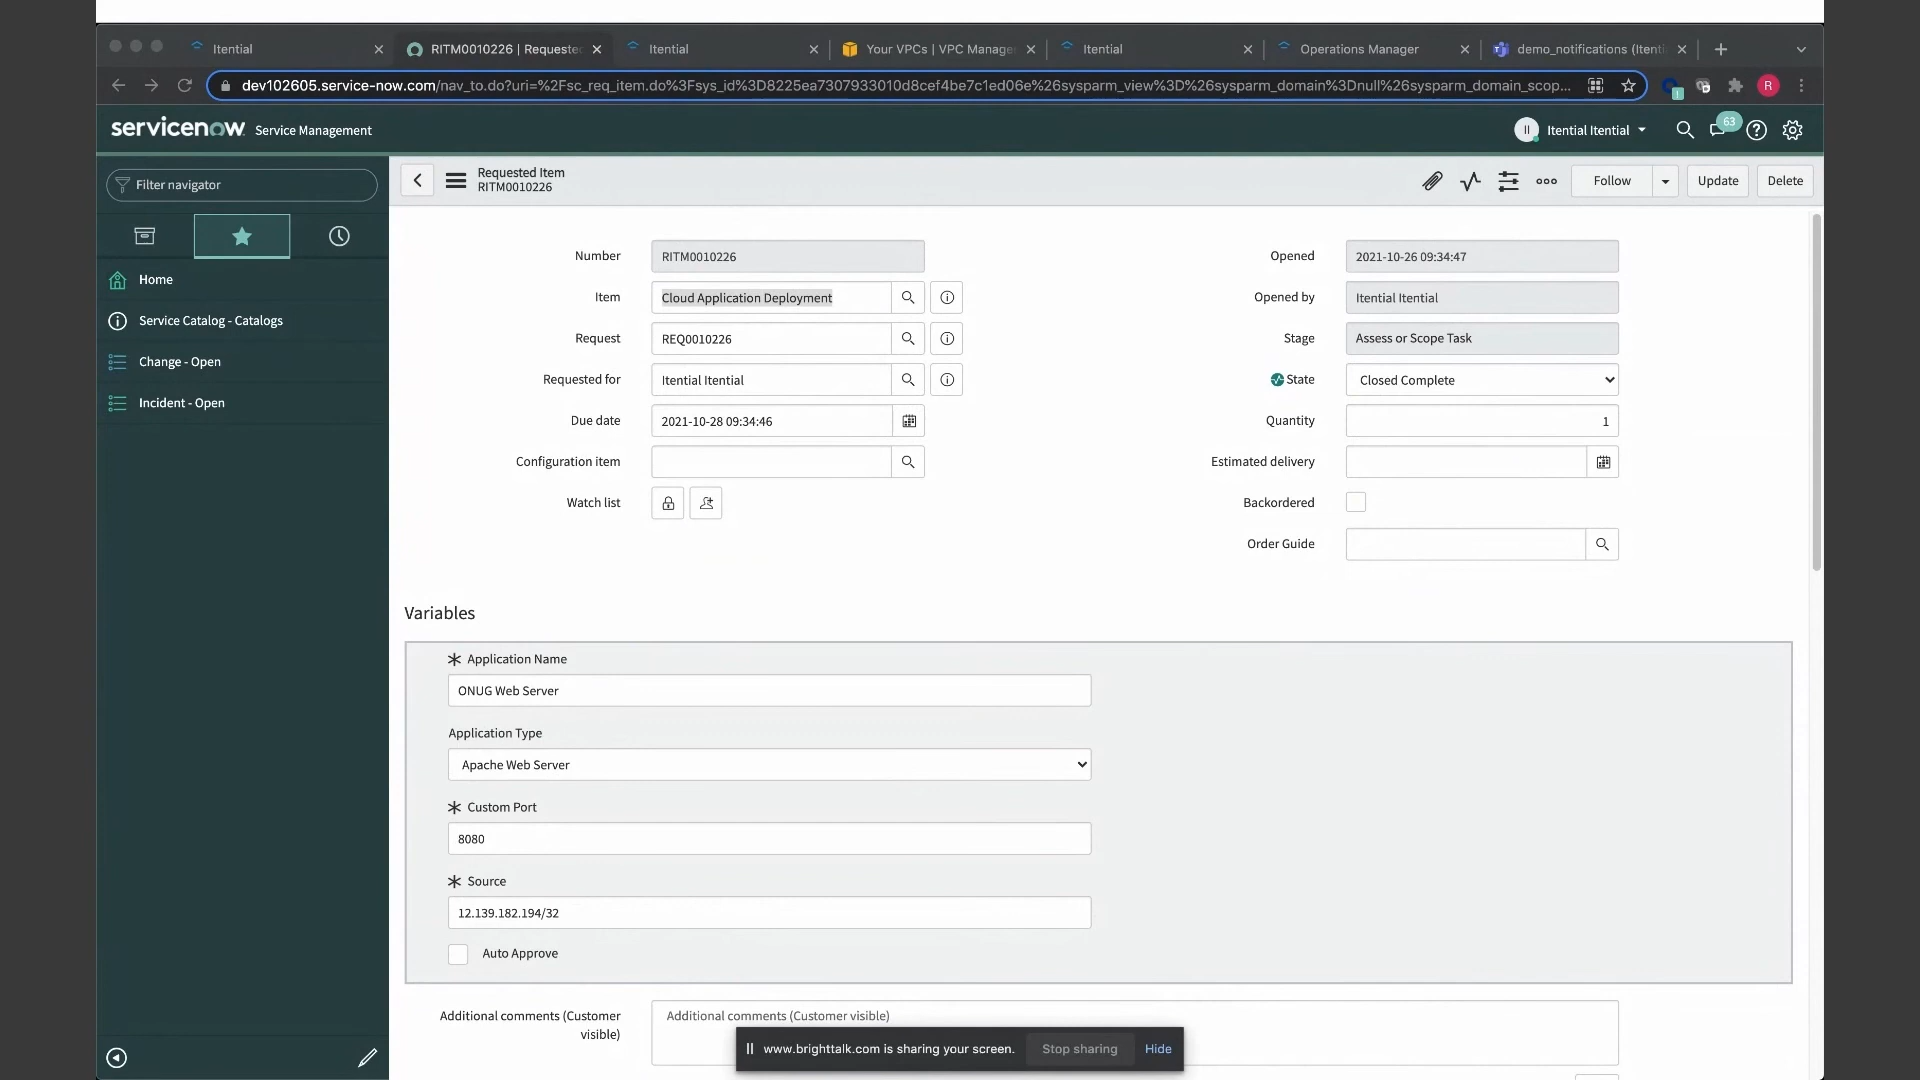 Itential
RITM0010226 | Requeste
Itential
Your VPCs | VPC Manage
Itential
Operations Manager
demo_notifications (Itenti
dev102605.service-now.com/nav_to.do?uri=%2Fsc_req_item.do%3Fsys_id%3D8225ea7307933010d8cef4be7c1ed06e%26sysparm_view%3D%26sysparm_domain%3Dnull%26sysparm_domain_scop...
R
servicenow Service Management
II Itential Itential
63
Filter navigator
Home
Service Catalog - Catalogs
Change - Open
Incident - Open
Requested Item
RITM0010226
Follow
Update
Delete
Number RITM0010226
Opened 2021-10-26 09:34:47
Item Cloud Application Deployment
Opened by Itential Itential
Request REQ0010226
Stage Assess or Scope Task
Requested for Itential Itential
State Closed Complete
Due date 2021-10-28 09:34:46
Quantity 1
Configuration item
Estimated delivery
Watch list
Backordered
Order Guide
Variables
Application Name
ONUG Web Server
Application Type
Apache Web Server
Custom Port
8080
Source
12.139.182.194/32
Auto Approve
Additional comments (Customer
visible)
Additional comments (Customer visible)
www.brighttalk.com is sharing your screen. Stop sharing Hide